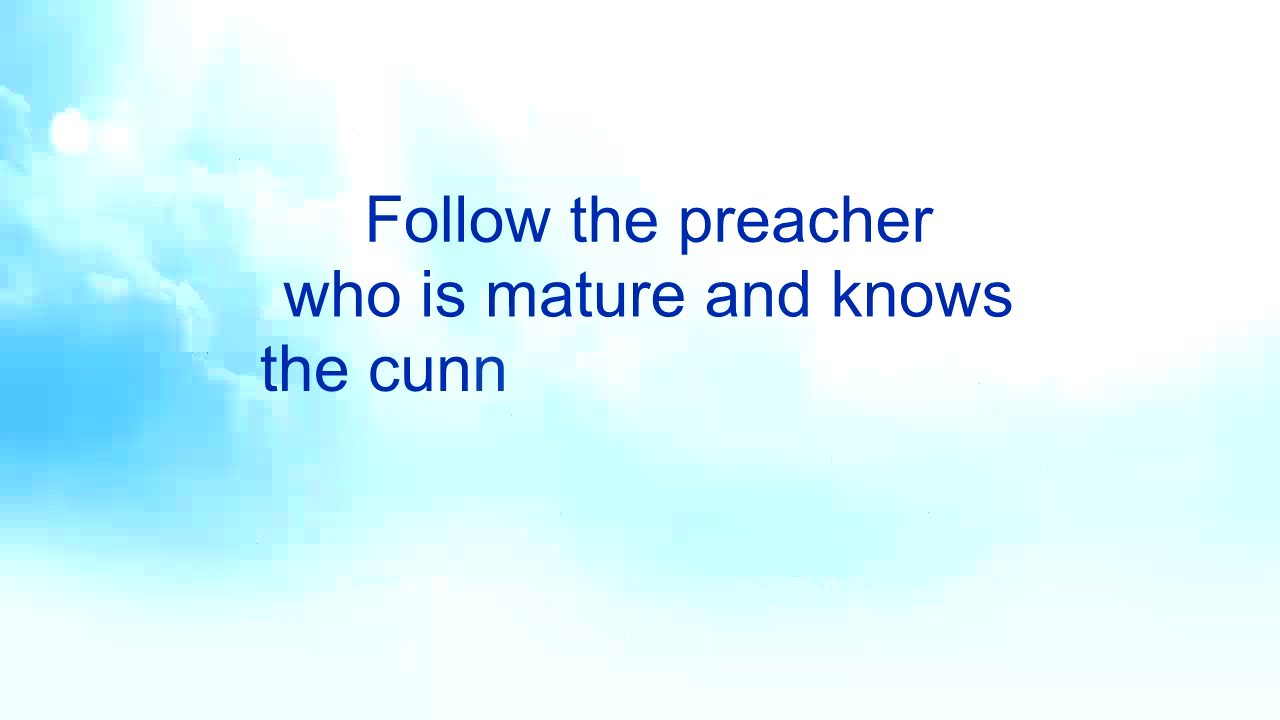 Follow the preacher
who is mature and knows
the cunn